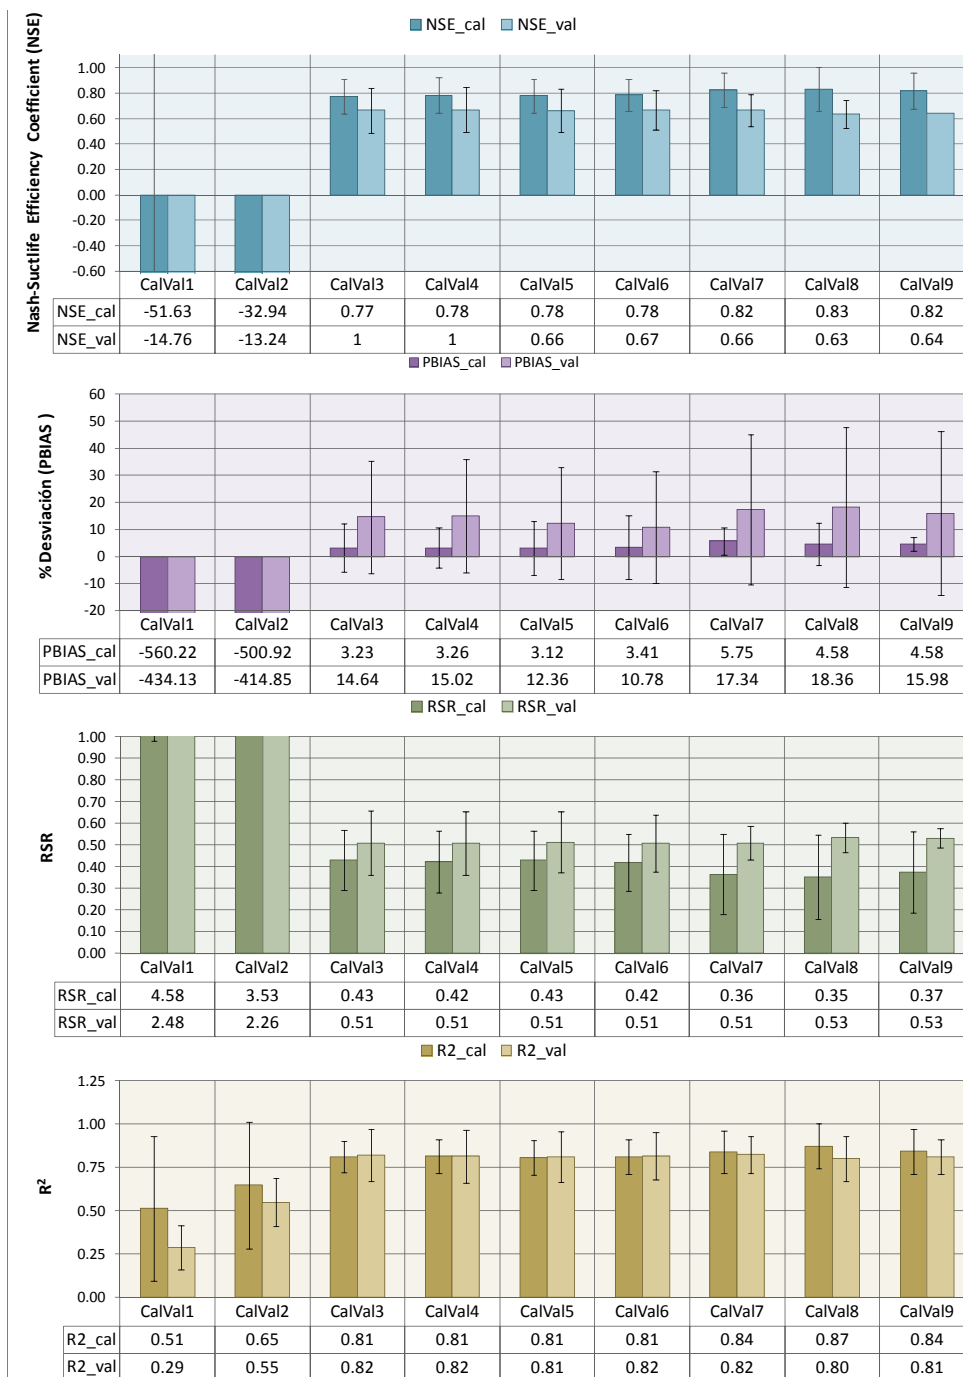 NSE_cal NSE_val
Nash-Suctlife Efficiency Coefficient (NSE)
1.00
0.80
0.60
0.40
0.20
0.00
-0.20
-0.40
-0.60
CalVal1 CalVal2 CalVal3 CalVal4 CalVal5 CalVal6 CalVal7 CalVal8 CalVal9
NSE_cal -51.63 -32.94 0.77 0.78 0.78 0.78 0.82 0.83 0.82
NSE_val -14.76 -13.24 1 1 0.66 0.67 0.66 0.63 0.64
PBIAS_cal PBIAS_val
% Desviación (PBIAS )
60
50
40
30
20
10
0
-10
-20
CalVal1 CalVal2 CalVal3 CalVal4 CalVal5 CalVal6 CalVal7 CalVal8 CalVal9
PBIAS_cal -560.22 -500.92 3.23 3.26 3.12 3.41 5.75 4.58 4.58
PBIAS_val -434.13 -414.85 14.64 15.02 12.36 10.78 17.34 18.36 15.98
RSR_cal RSR_val
RSR
1.00
0.90
0.80
0.70
0.60
0.50
0.40
0.30
0.20
0.10
0.00
CalVal1 CalVal2 CalVal3 CalVal4 CalVal5 CalVal6 CalVal7 CalVal8 CalVal9
RSR_cal 4.58 3.53 0.43 0.42 0.43 0.42 0.36 0.35 0.37
RSR_val 2.48 2.26 0.51 0.51 0.51 0.51 0.51 0.53 0.53
R2_cal R2_val
R²
1.25
1.00
0.75
0.50
0.25
0.00
CalVal1 CalVal2 CalVal3 CalVal4 CalVal5 CalVal6 CalVal7 CalVal8 CalVal9
R2_cal 0.51 0.65 0.81 0.81 0.81 0.81 0.84 0.87 0.84
R2_val 0.29 0.55 0.82 0.82 0.81 0.82 0.82 0.80 0.81